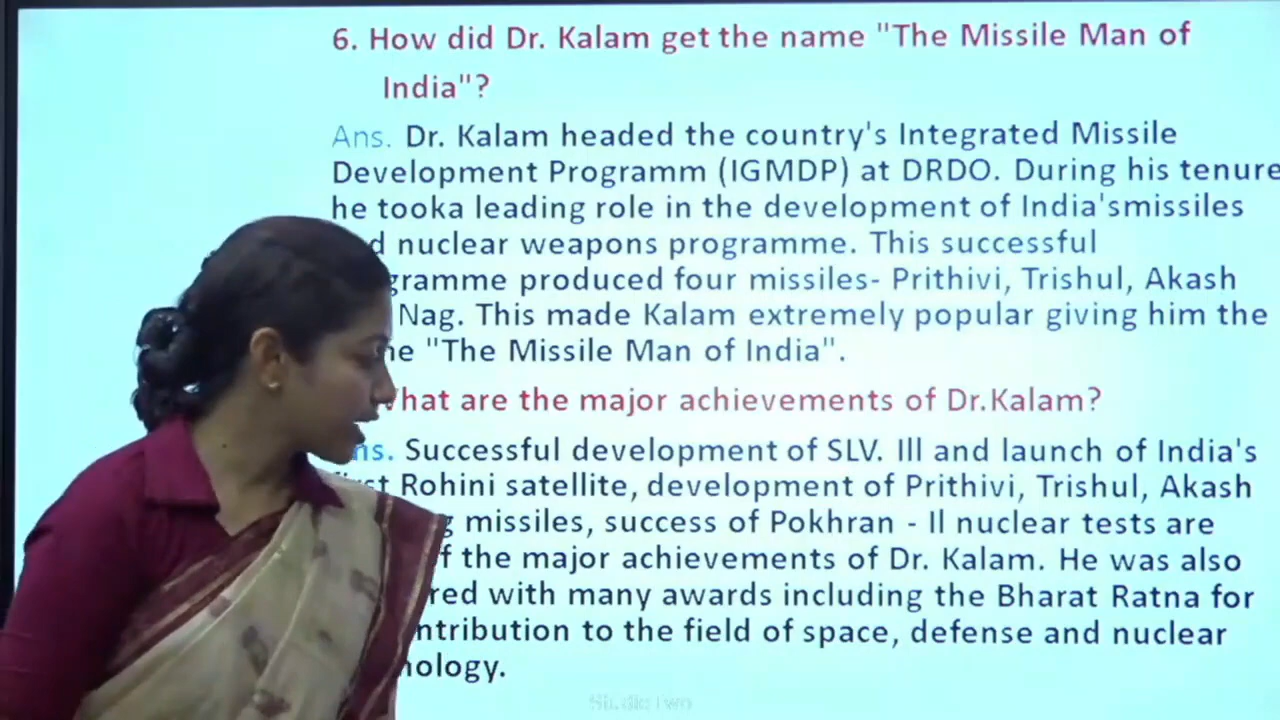 6. How did Dr. Kalam get the name "The Missile Man of
India"?
Ans. Dr. Kalam headed the country's Integrated Missile
Development Programm (IGMDP) at DRDO. During his tenure
he tooka leading role in the development of India'smissiles
d nuclear weapons programme. This successful
gramme produced four missiles- Prithivi, Trishul, Akash
Nag. This made Kalam extremely popular giving him the
e "The Missile Man of India".
hat are the major achievements of Dr.Kalam?
ns. Successful development of SLV. Ill and launch of India's
first Rohini satellite, development of Prithivi, Trishul, Akash
g missiles, success of Pokhran - Il nuclear tests are
f the major achievements of Dr. Kalam. He was also
red with many awards including the Bharat Ratna for
ntribution to the field of space, defense and nuclear
nology.